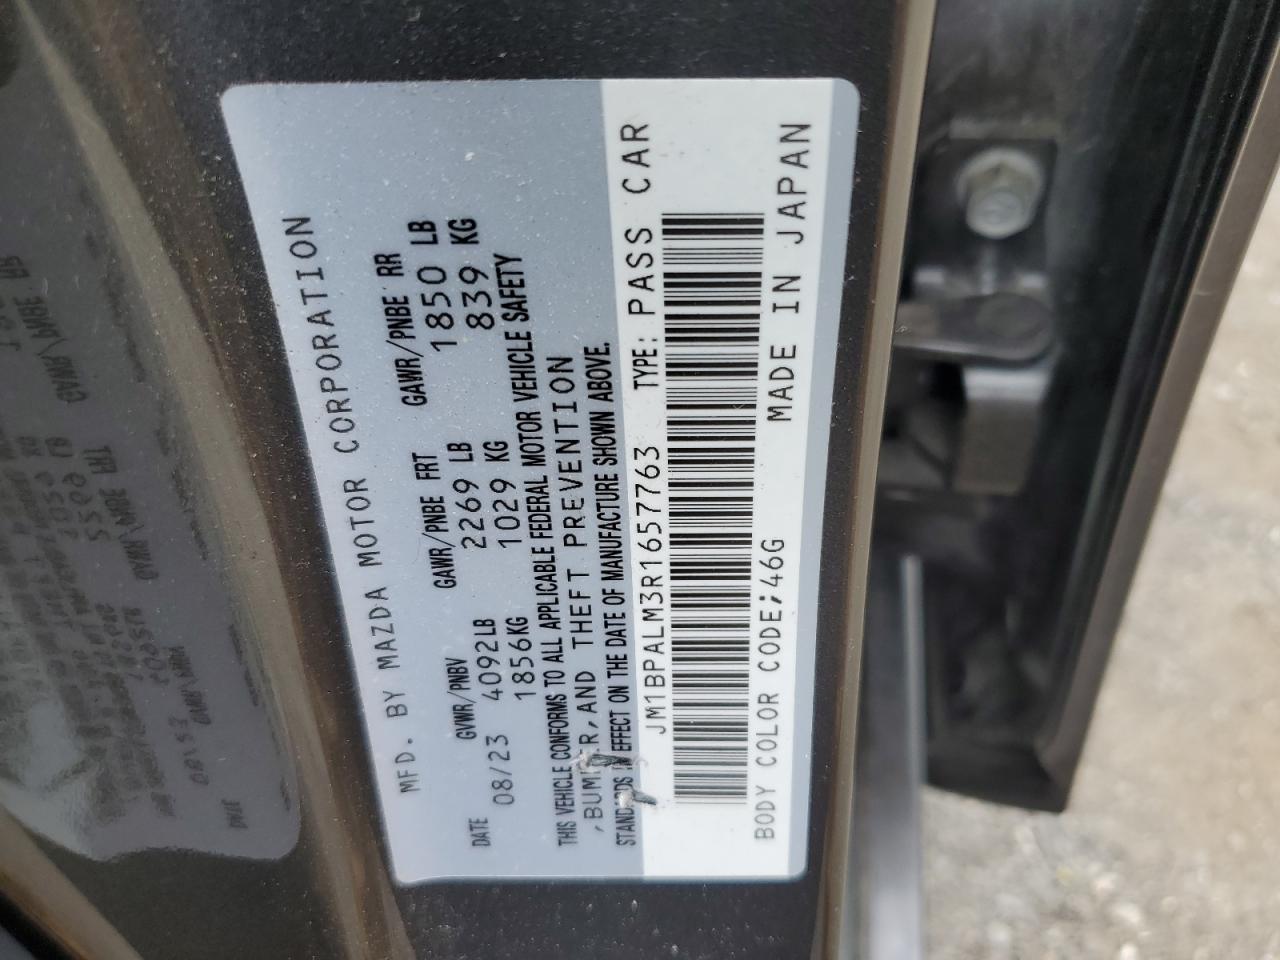 MFD. BY MAZDA MOTOR CORPORATION
DATE GVWR/PNBV GAWR/PNBE FRT GAWR/PNBE RR
08/23 4092LB 2269 LB 1850 LB
1856KG 1029 KG 839 KG
THIS VEHICLE CONFORMS TO ALL APPLICABLE FEDERAL MOTOR VEHICLE SAFETY
,BUMPER,AND THEFT PREVENTION
STANDARDS IN EFFECT ON THE DATE OF MANUFACTURE SHOWN ABOVE.
JM1BPALM3R1657763 TYPE: PASS CAR
BODY COLOR CODE;46G MADE IN JAPAN